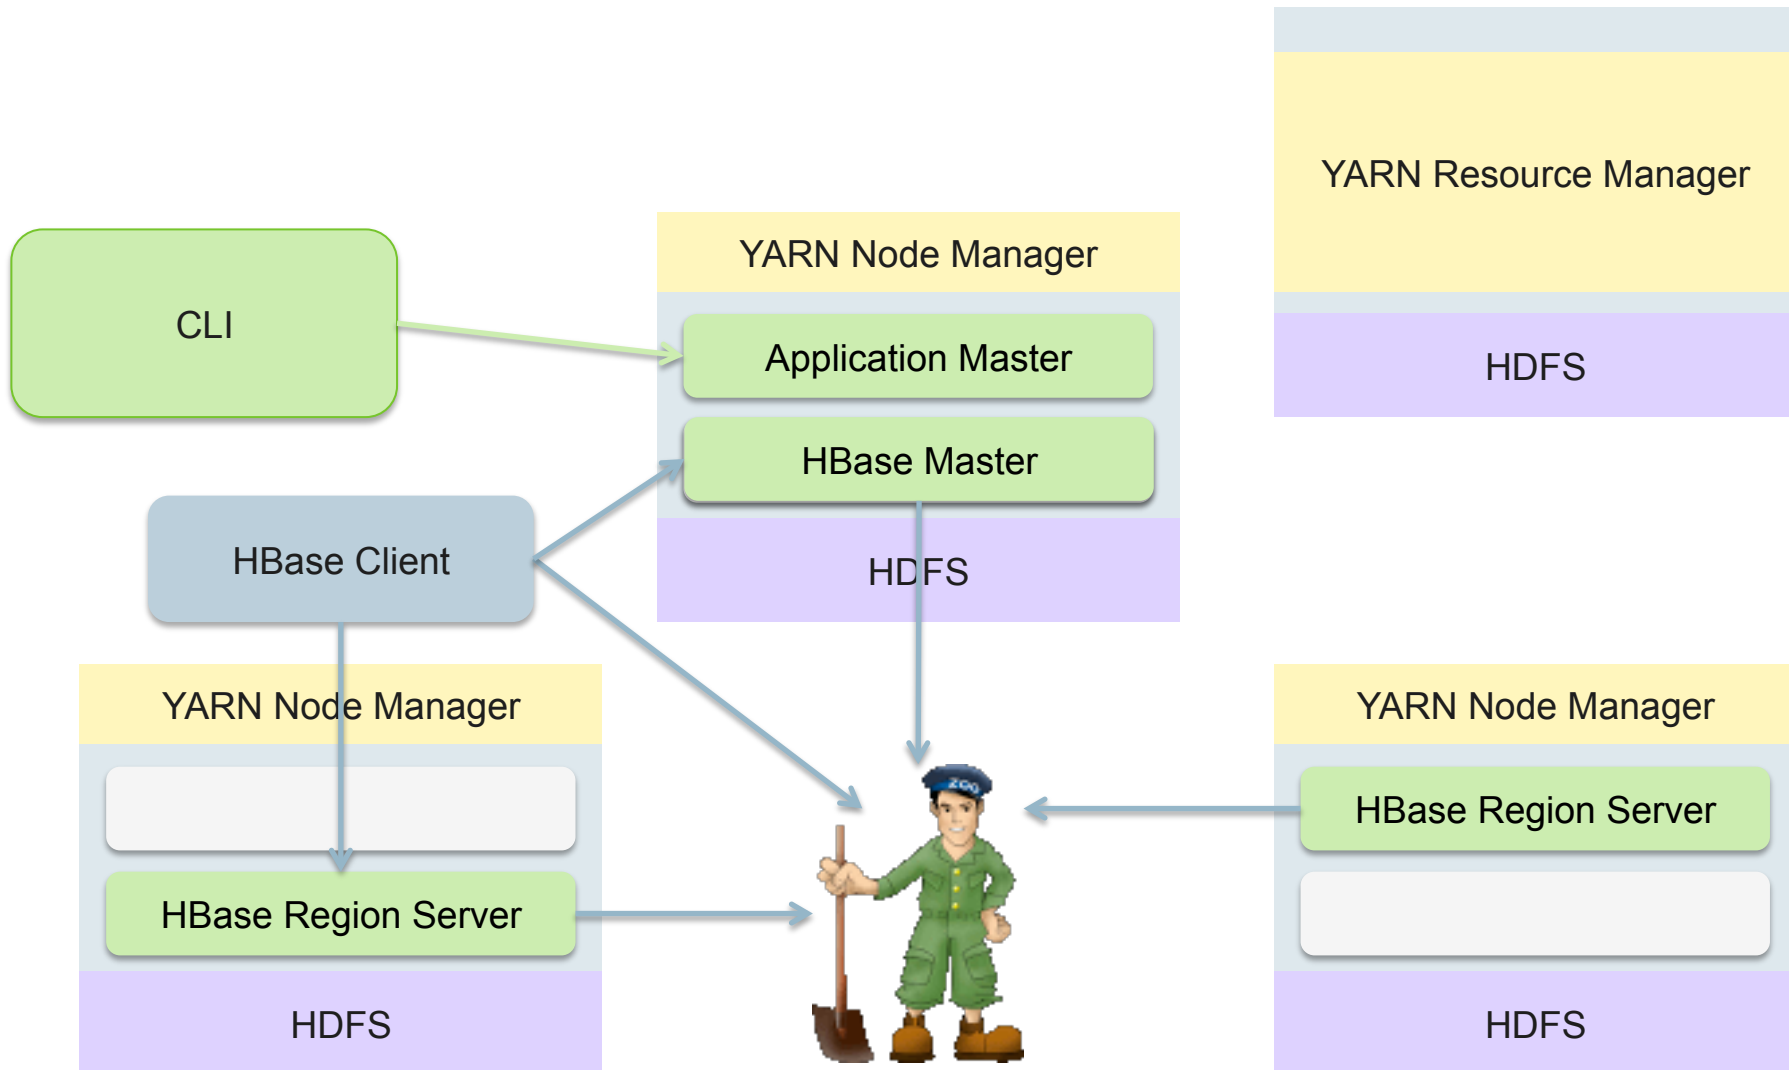 YARN Resource Manager
YARN Node Manager
CLI
Application Master
HDFS
HBase Master
HBase Client
HDFS
YARN Node Manager
YARN Node Manager
ZOO
HBase Region Server
HBase Region Server
HDFS
HDFS